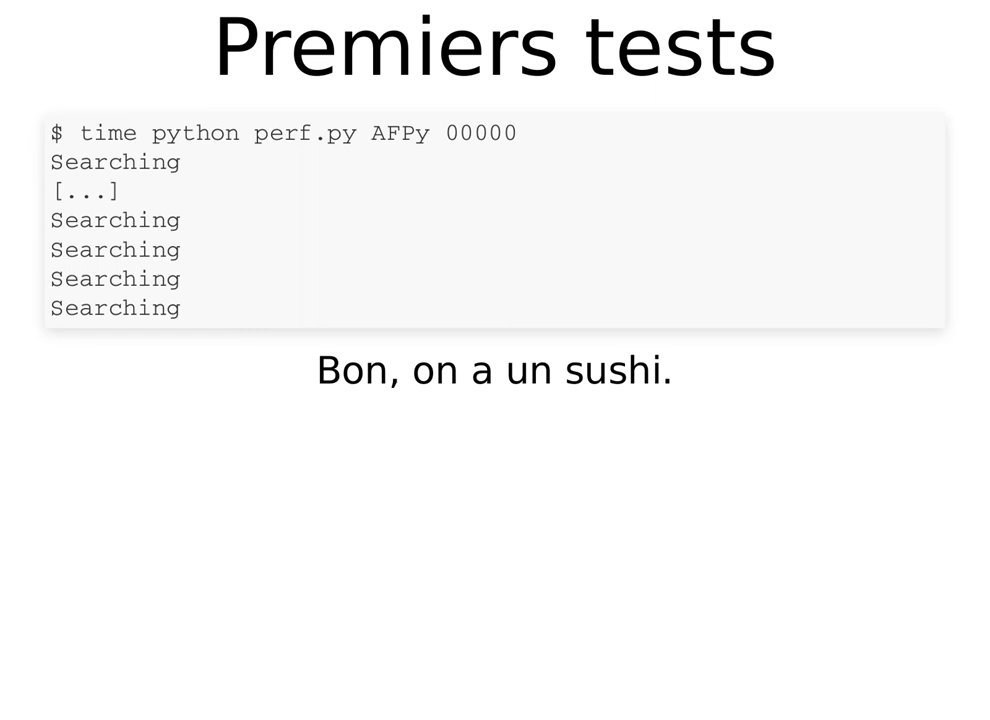 Premiers tests
$ time python perf.py AFPy 00000
Searching
[...]
Searching
Searching
Searching
Searching
Bon, on a un sushi.